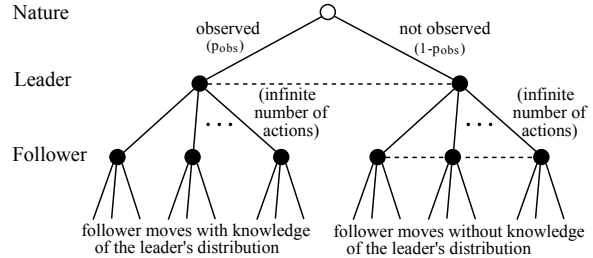 Nature
observed
(pobs)
not observed
(1-pobs)
Leader
(infinite
number of
actions)
(infinite
number of
actions)
. . .
. . .
Follower
follower moves with knowledge
of the leader's distribution
follower moves without knowledge
of the leader's distribution